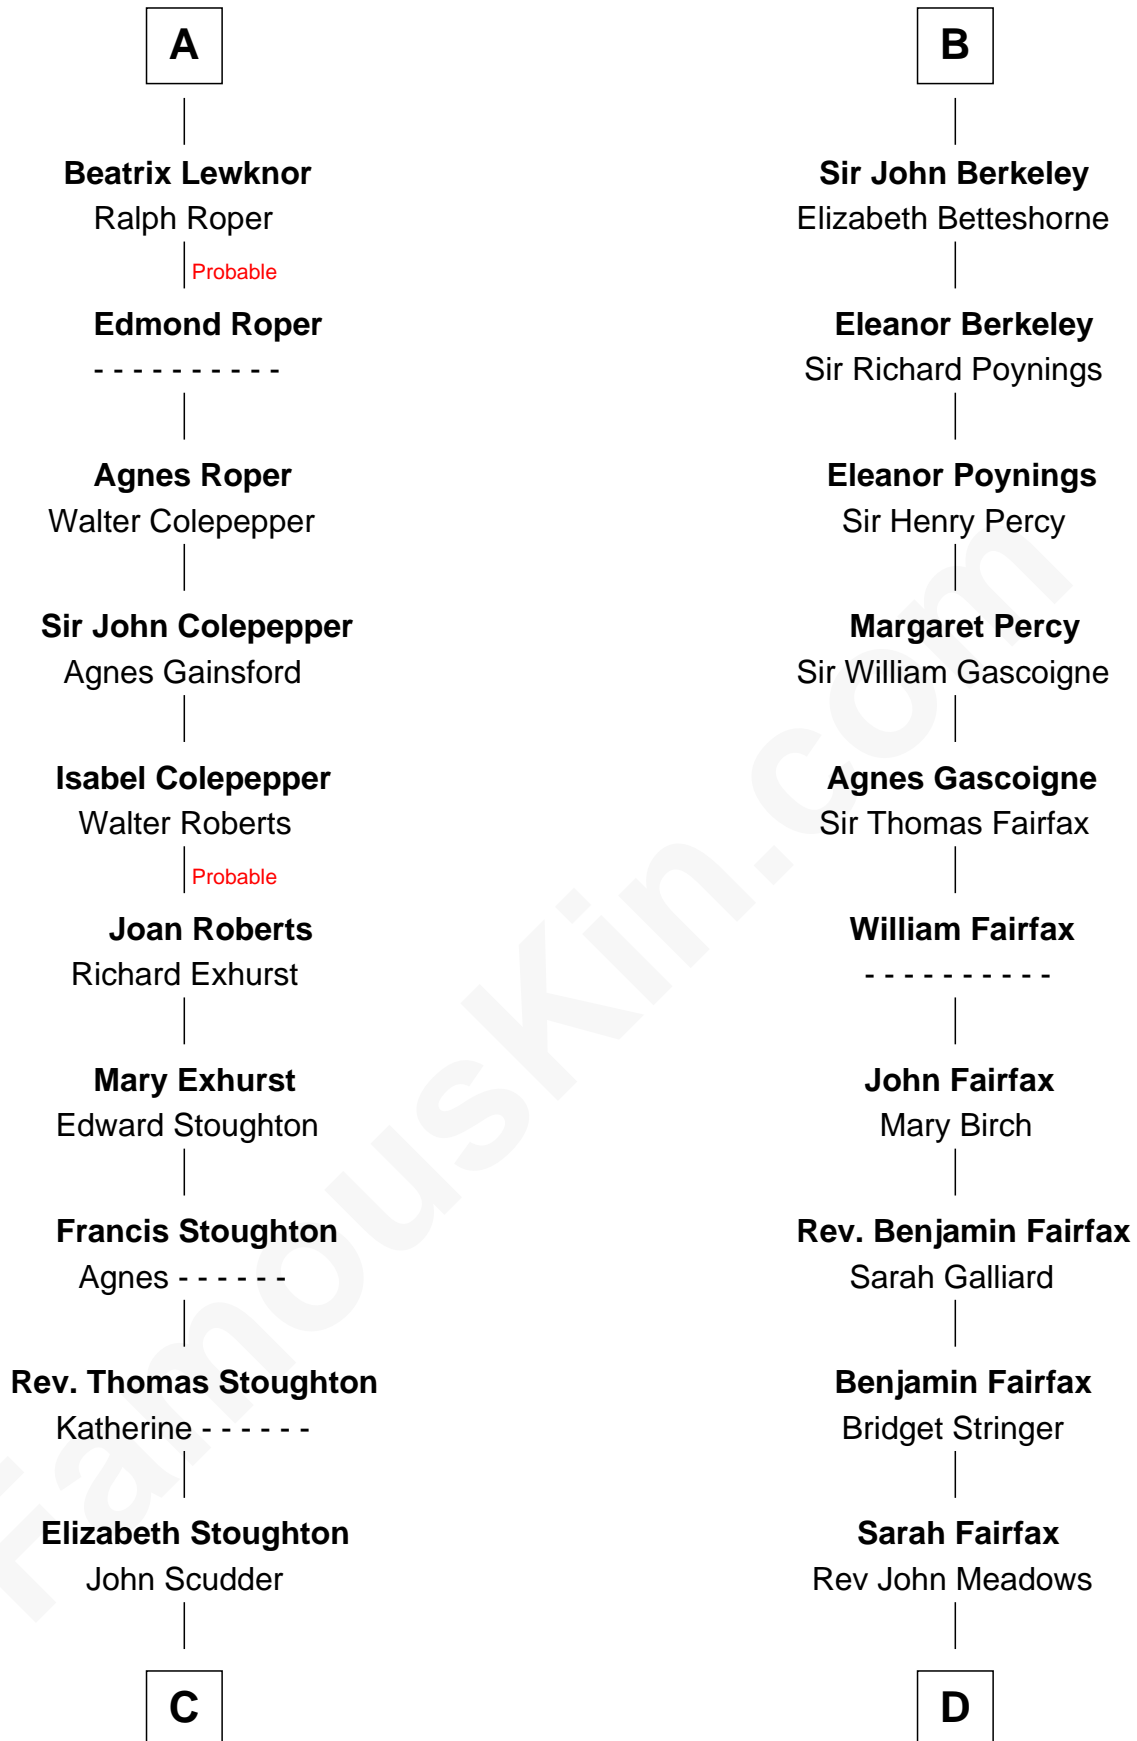 A
Beatrix Lewknor
Ralph Roper
Probable
Edmond Roper
- - - - - - - - - -
Agnes Roper
Walter Colepepper
Sir John Colepepper
Agnes Gainsford
Isabel Colepepper
Walter Roberts
Probable
Joan Roberts
Richard Exhurst
Mary Exhurst
Edward Stoughton
Francis Stoughton
Agnes - - - - - -
Rev. Thomas Stoughton
Katherine - - - - - -
Elizabeth Stoughton
John Scudder
C
B
Sir John Berkeley
Elizabeth Betteshorne
Eleanor Berkeley
Sir Richard Poynings
Eleanor Poynings
Sir Henry Percy
Margaret Percy
Sir William Gascoigne
Agnes Gascoigne
Sir Thomas Fairfax
William Fairfax
- - - - - - - - - -
John Fairfax
Mary Birch
Rev. Benjamin Fairfax
Sarah Galliard
Benjamin Fairfax
Bridget Stringer
Sarah Fairfax
Rev John Meadows
D
FamousKin.com